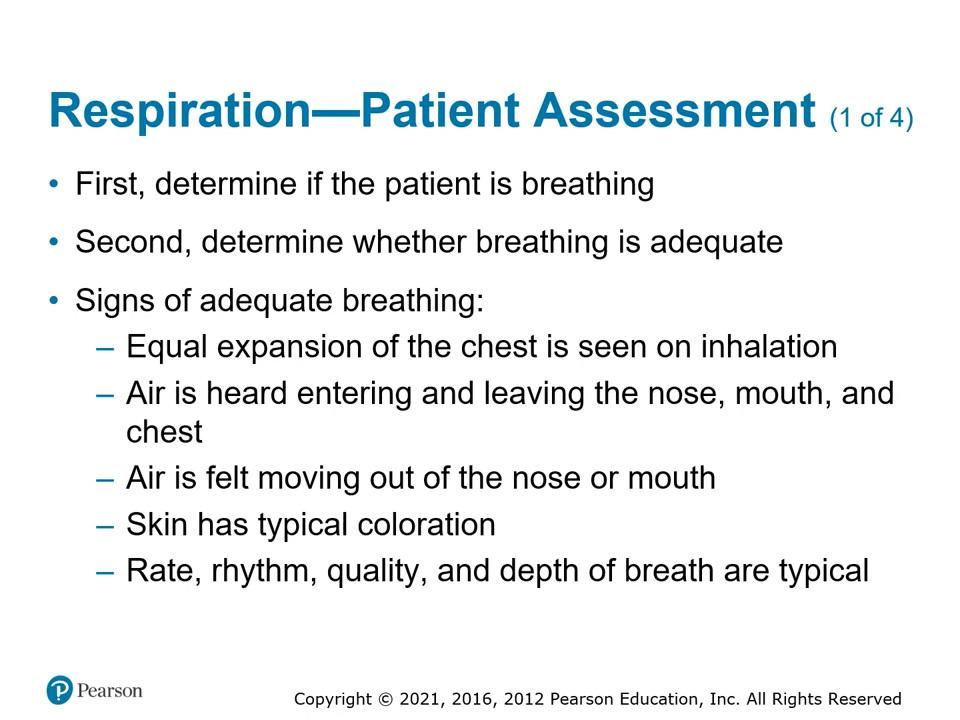 Respiration—Patient Assessment (1 of 4)
• First, determine if the patient is breathing
• Second, determine whether breathing is adequate
• Signs of adequate breathing:
– Equal expansion of the chest is seen on inhalation
– Air is heard entering and leaving the nose, mouth, and
chest
– Air is felt moving out of the nose or mouth
– Skin has typical coloration
– Rate, rhythm, quality, and depth of breath are typical
Pearson
Copyright © 2021, 2016, 2012 Pearson Education, Inc. All Rights Reserved